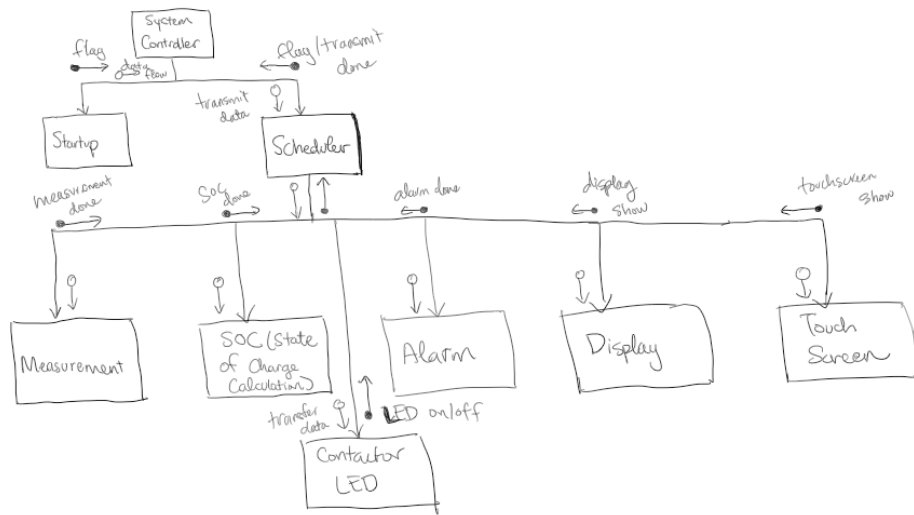 System
Controller
flag
data
flow
flag/transmit
done
transmit
data
Startup
Scheduler
measurement
done
SOC
done
alarm done
display
show
touchscreen
show
Measurement
SOC (State
of Change
Calculation)
Alarm
Display
Touch
Screen
transfer
data
LED on/off
Contactor
LED